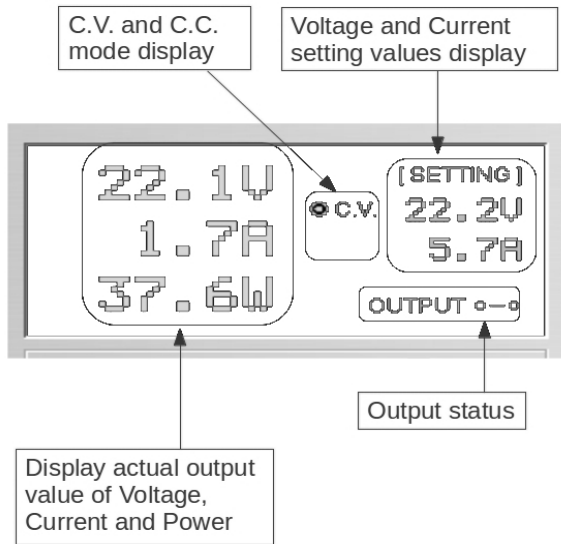 C.V. and C.C.
mode display
Voltage and Current
setting values display
22.1V
1.7A
37.6W
C.V.
[SETTING]
22.2V
5.7A
OUTPUT
Output status
Display actual output
value of Voltage,
Current and Power